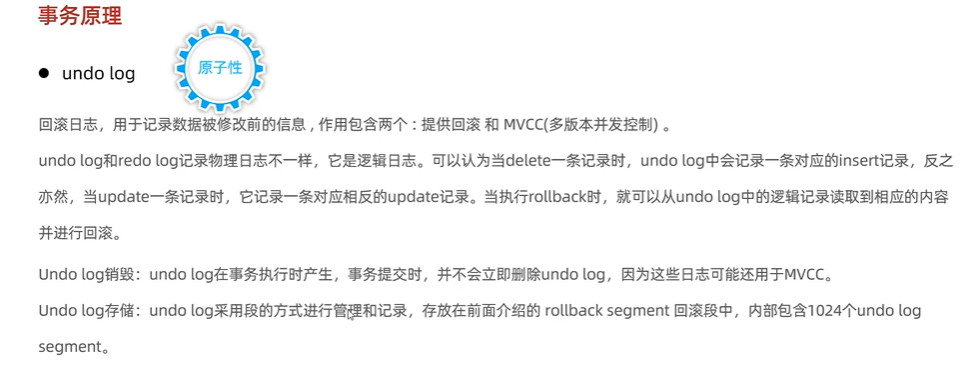 事务原理
原子性
undo log
回滚日志，用于记录数据被修改前的信息 , 作用包含两个 : 提供回滚 和 MVCC(多版本并发控制) 。
undo log和redo log记录物理日志不一样，它是逻辑日志。可以认为当delete一条记录时，undo log中会记录一条对应的insert记录，反之
亦然，当update一条记录时，它记录一条对应相反的update记录。当执行rollback时，就可以从undo log中的逻辑记录读取到相应的内容
并进行回滚。
Undo log销毁：undo log在事务执行时产生，事务提交时，并不会立即删除undo log，因为这些日志可能还用于MVCC。
Undo log存储：undo log采用段的方式进行管理和记录，存放在前面介绍的 rollback segment 回滚段中，内部包含1024个undo log
segment。